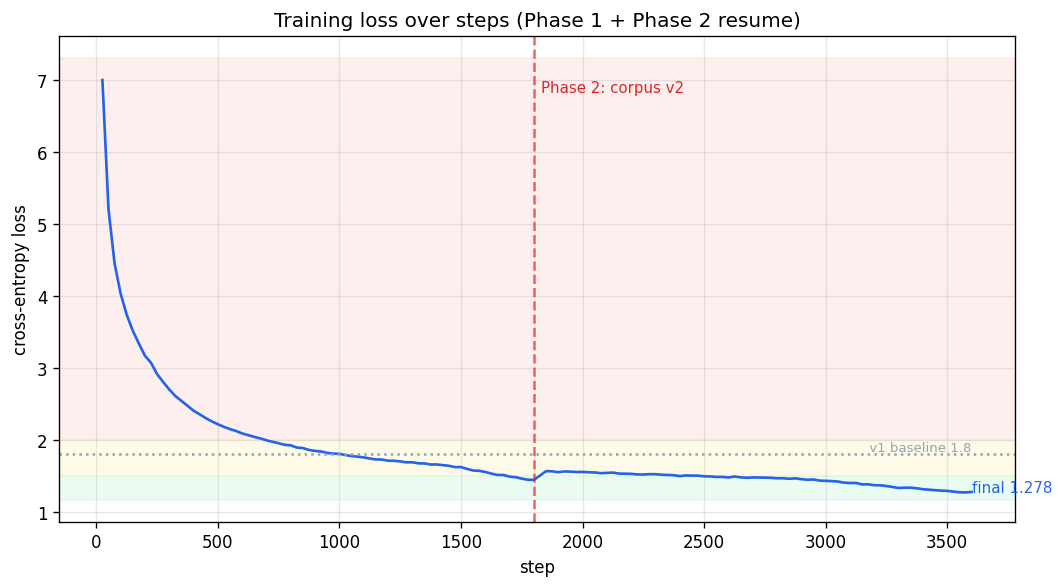 Training loss over steps (Phase 1 + Phase 2 resume)
cross-entropy loss
7
6
5
4
3
2
1
Phase 2: corpus v2
v1 baseline 1.8
final 1.278
0
500
1000
1500
2000
2500
3000
3500
step